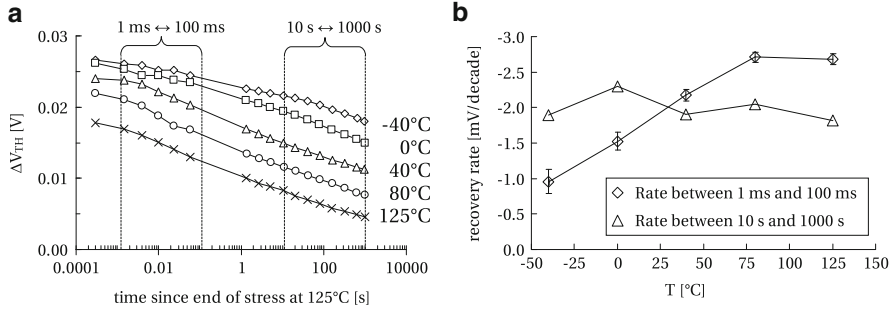 a
1 ms ↔ 100 ms
10 s ↔ 1000 s
0.03
0.02
0.01
0.00
ΔVTH [V]
-40°C
0°C
40°C
80°C
125°C
0.0001 0.01 1 100 10000
time since end of stress at 125°C [s]
b
-3.0
-2.5
-2.0
-1.5
-1.0
-0.5
0.0
recovery rate [mV/decade]
Rate between 1 ms and 100 ms
Rate between 10 s and 1000 s
-50 -25 0 25 50 75 100 125 150
T [°C]